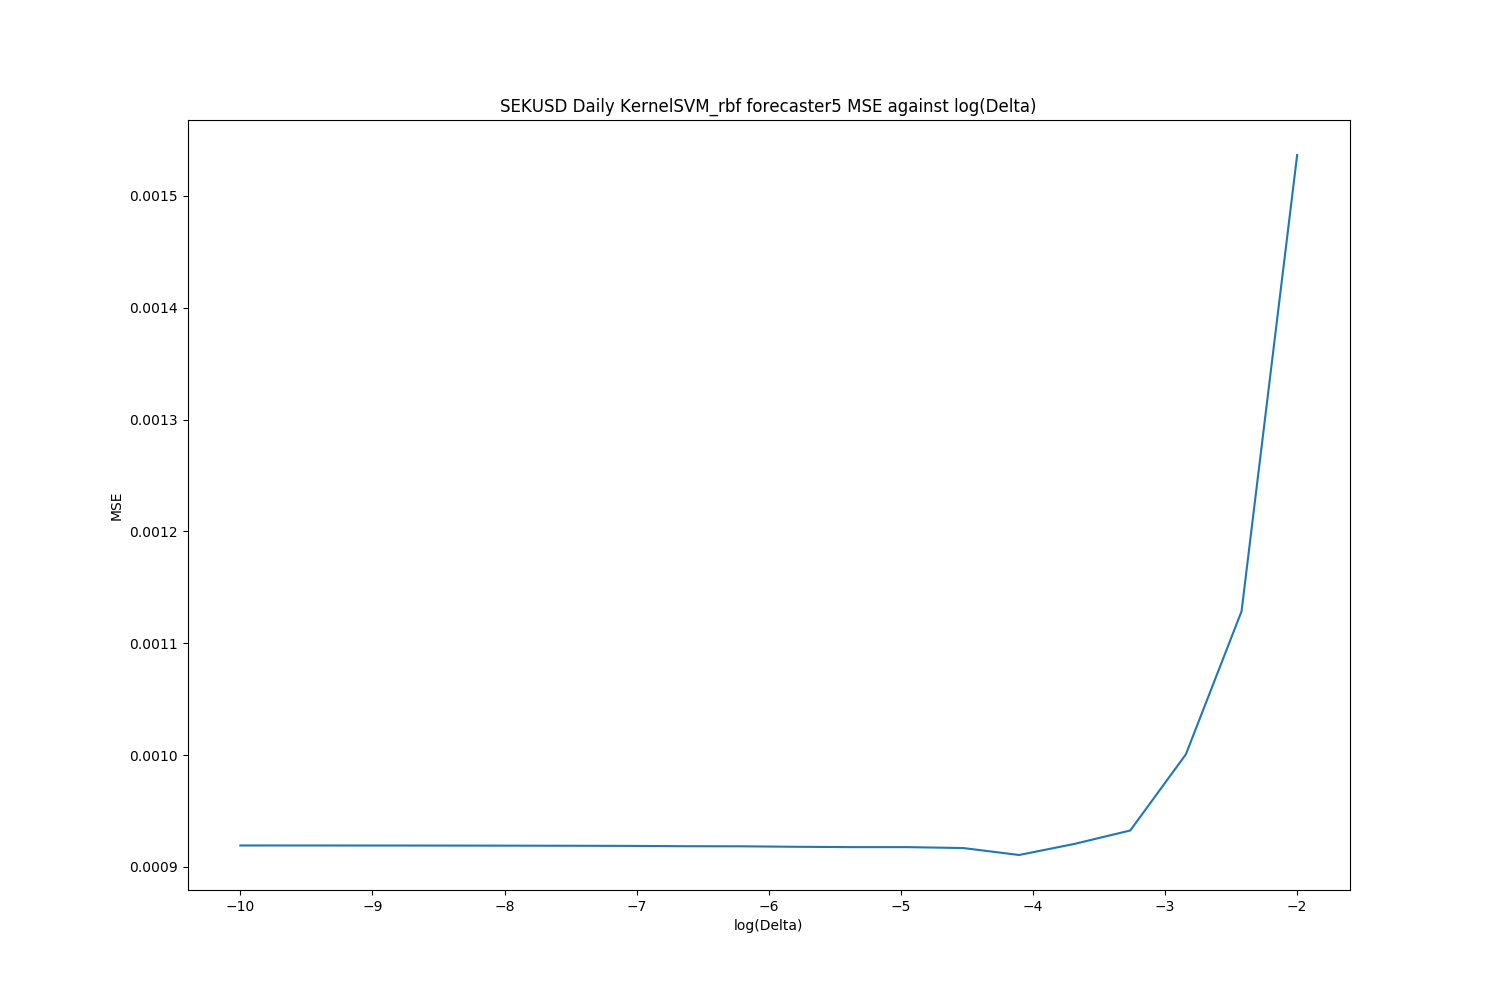 SEKUSD Daily KernelSVM_rbf forecaster5 MSE against log(Delta)
MSE
0.0015
0.0014
0.0013
0.0012
0.0011
0.0010
0.0009
−10 −9 −8 −7 −6 −5 −4 −3 −2
log(Delta)